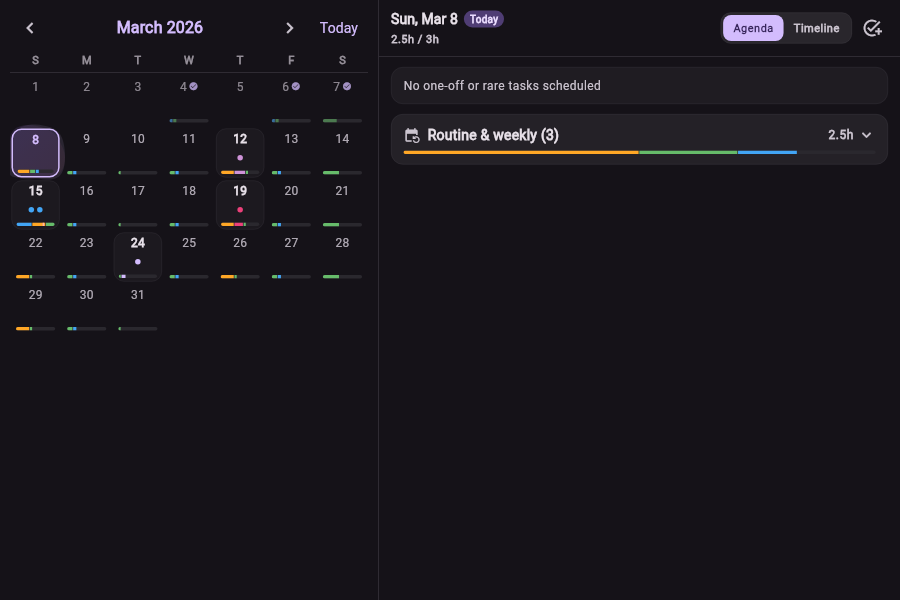 March 2026 Today
S M T W T F S
1 2 3 4 5 6 7
8 9 10 11 12 13 14
15 16 17 18 19 20 21
22 23 24 25 26 27 28
29 30 31
Sun, Mar 8 Today
2.5h / 3h
Agenda Timeline
No one-off or rare tasks scheduled
Routine & weekly (3) 2.5h